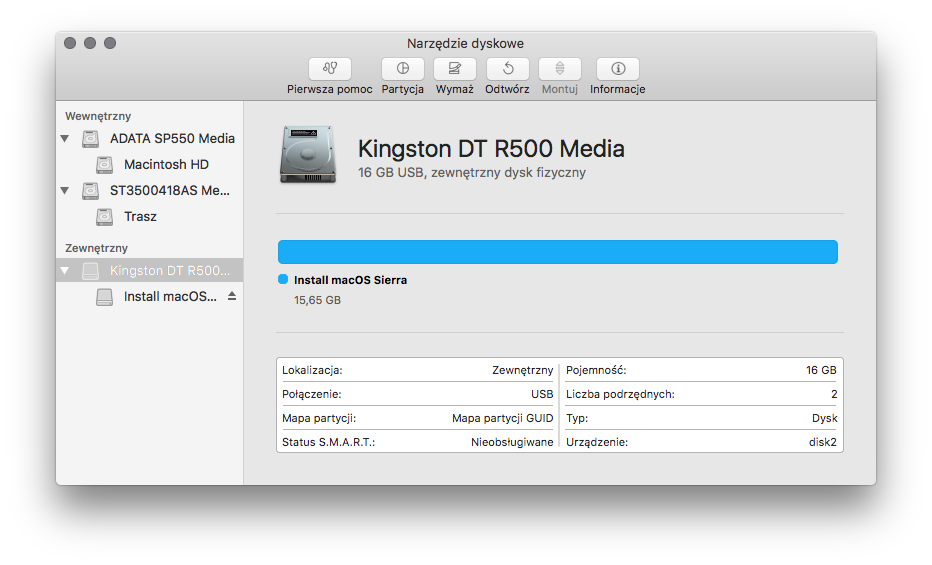 Narzędzie dyskowe
Pierwsza pomoc Partycja Wymaż Odtwórz Montuj Informacje
Wewnętrzny
ADATA SP550 Media
Macintosh HD
ST3500418AS Me...
Trasz
Zewnętrzny
Kingston DT R500...
Install macOS...
Kingston DT R500 Media
16 GB USB, zewnętrzny dysk fizyczny
Install macOS Sierra
15,65 GB
Lokalizacja: Zewnętrzny Pojemność: 16 GB
Połączenie: USB Liczba podrzędnych: 2
Mapa partycji: Mapa partycji GUID Typ: Dysk
Status S.M.A.R.T.: Nieobsługiwane Urządzenie: disk2